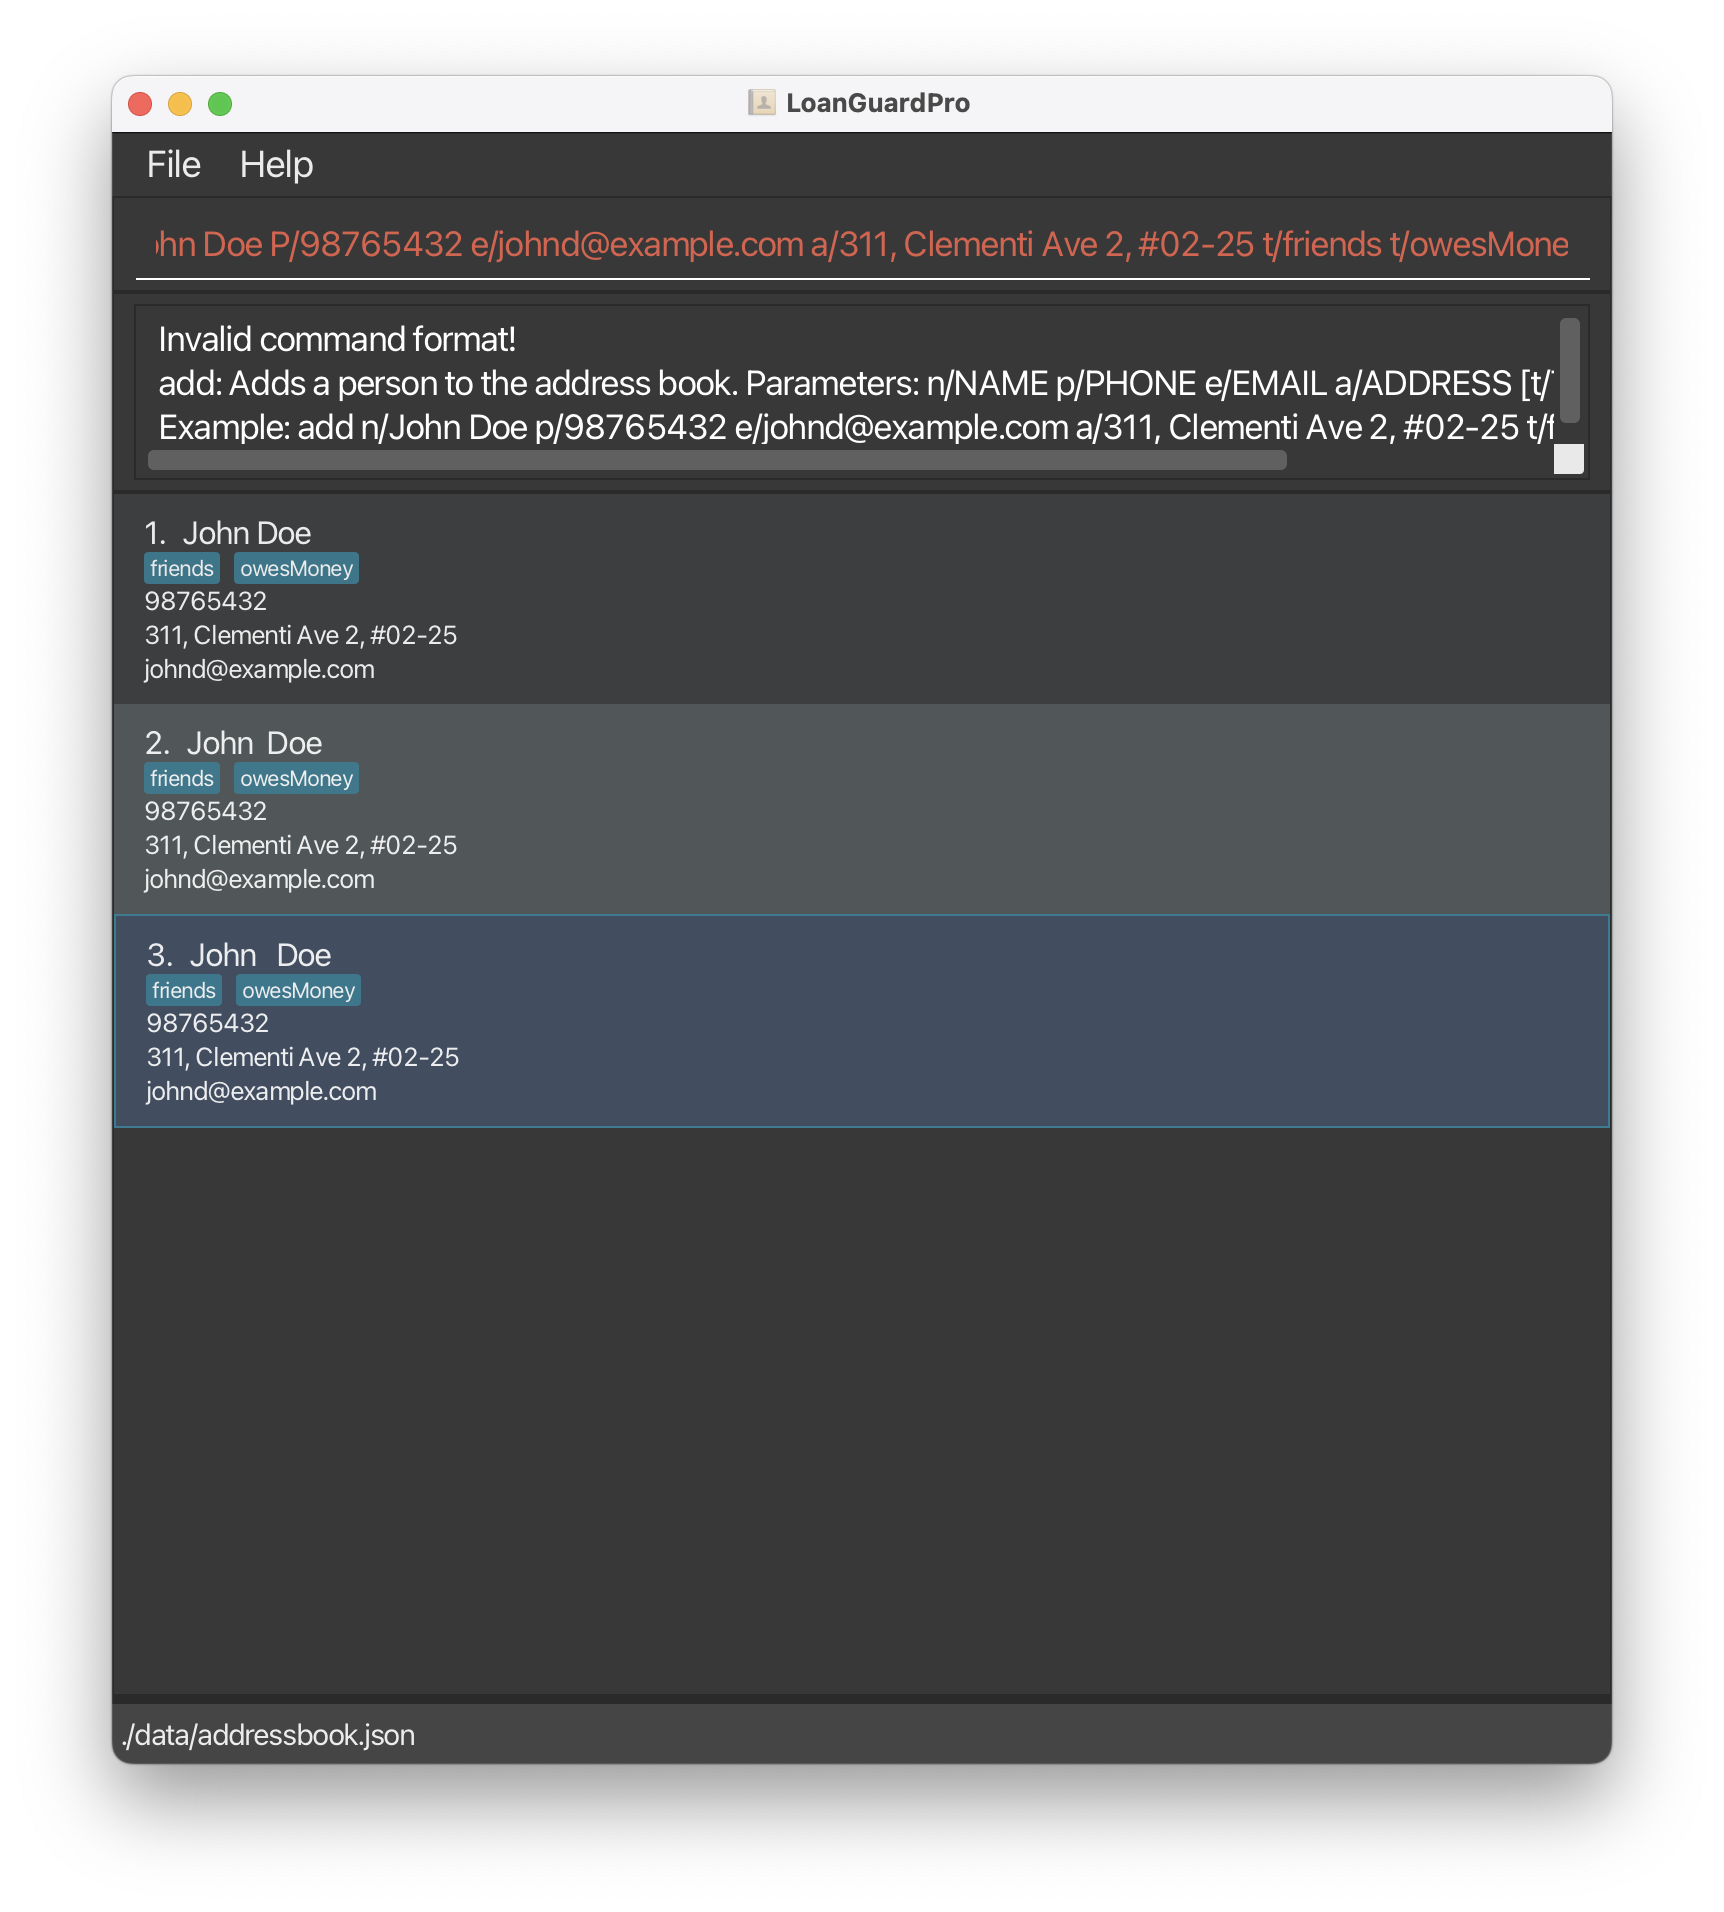 LoanGuardPro
File Help
hn Doe P/98765432 e/johnd@example.com a/311, Clementi Ave 2, #02-25 t/friends t/owesMone
Invalid command format!
add: Adds a person to the address book. Parameters: n/NAME p/PHONE e/EMAIL a/ADDRESS [t/
Example: add n/John Doe p/98765432 e/johnd@example.com a/311, Clementi Ave 2, #02-25 t/f
1. John Doe
friends owesMoney
98765432
311, Clementi Ave 2, #02-25
johnd@example.com
2. John  Doe
friends owesMoney
98765432
311, Clementi Ave 2, #02-25
johnd@example.com
3. John   Doe
friends owesMoney
98765432
311, Clementi Ave 2, #02-25
johnd@example.com
./data/addressbook.json